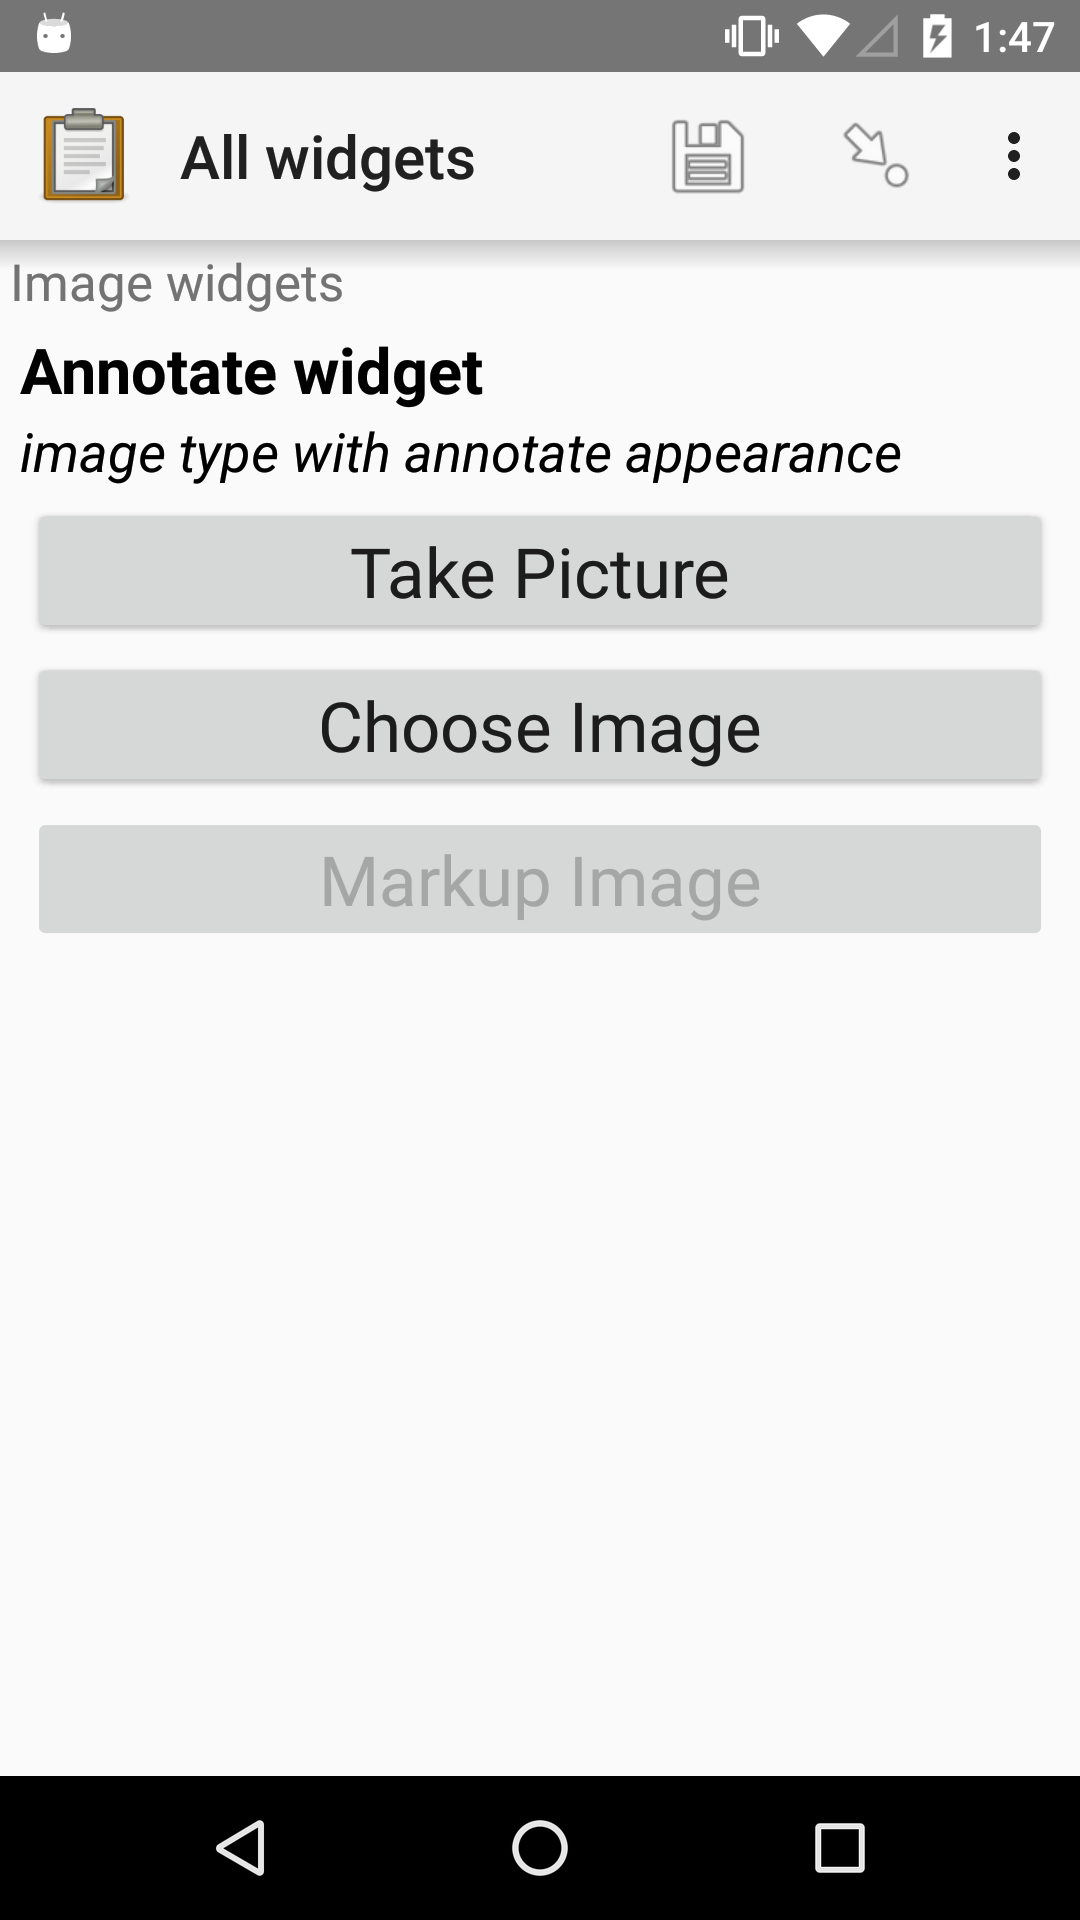 1:47
All widgets
Image widgets
Annotate widget
image type with annotate appearance
Take Picture
Choose Image
Markup Image